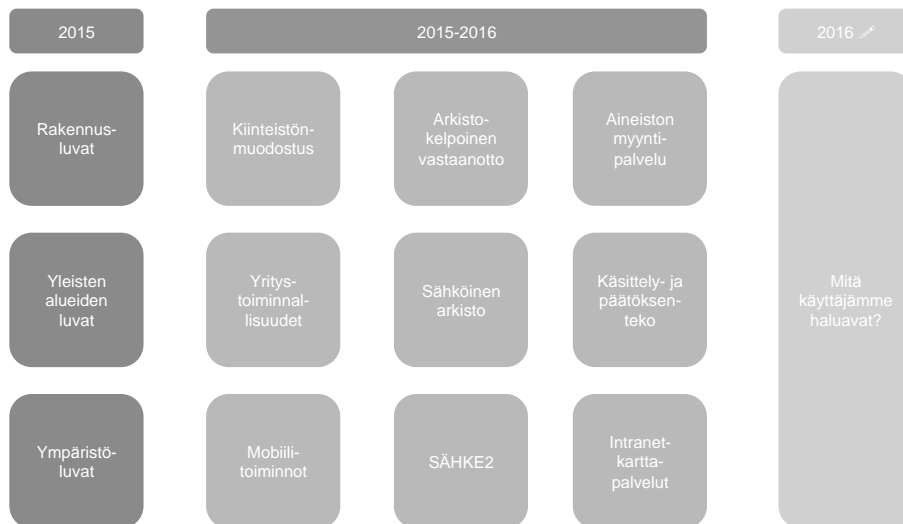 2015
2015-2016
2016
Rakennus-
luvat
Kiinteistön-
muodostus
Arkisto-
kelpoinen
vastaanotto
Aineiston
myynti-
palvelu
Yleisten
alueiden
luvat
Yritys-
toiminnal-
lisuudet
Sähköinen
arkisto
Käsittely- ja
päätöksen-
teko
Mitä
käyttäjämme
haluavat?
Ympäristö-
luvat
Mobiili-
toiminnot
SÄHKE2
Intranet-
kartta-
palvelut